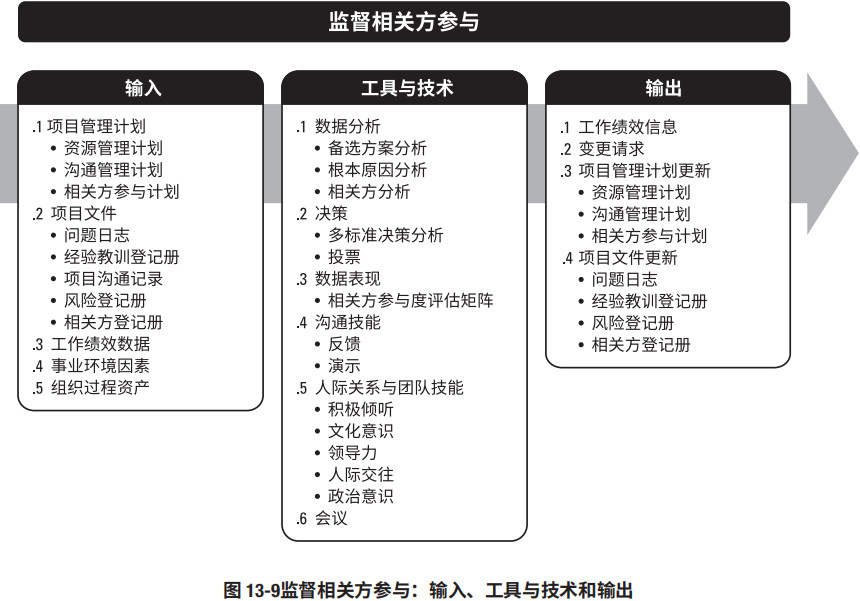 监督相关方参与
输入
.1 项目管理计划
• 资源管理计划
• 沟通管理计划
• 相关方参与计划
.2 项目文件
• 问题日志
• 经验教训登记册
• 项目沟通记录
• 风险登记册
• 相关方登记册
.3 工作绩效数据
.4 事业环境因素
.5 组织过程资产
工具与技术
.1 数据分析
• 备选方案分析
• 根本原因分析
• 相关方分析
.2 决策
• 多标准决策分析
• 投票
.3 数据表现
• 相关方参与度评估矩阵
.4 沟通技能
• 反馈
• 演示
.5 人际关系与团队技能
• 积极倾听
• 文化意识
• 领导力
• 人际交往
• 政治意识
.6 会议
输出
.1 工作绩效信息
.2 变更请求
.3 项目管理计划更新
• 资源管理计划
• 沟通管理计划
• 相关方参与计划
.4 项目文件更新
• 问题日志
• 经验教训登记册
• 风险登记册
• 相关方登记册
图 13-9监督相关方参与：输入、工具与技术和输出